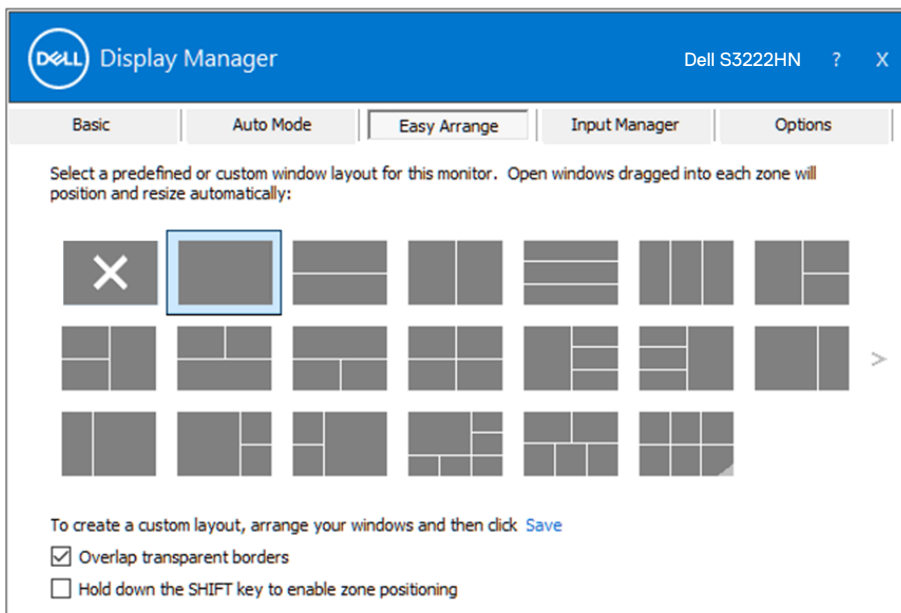 DELL Display Manager Dell S3222HN ? X
Basic Auto Mode Easy Arrange Input Manager Options
Select a predefined or custom window layout for this monitor. Open windows dragged into each zone will
position and resize automatically:
>
To create a custom layout, arrange your windows and then click Save
Overlap transparent borders
Hold down the SHIFT key to enable zone positioning